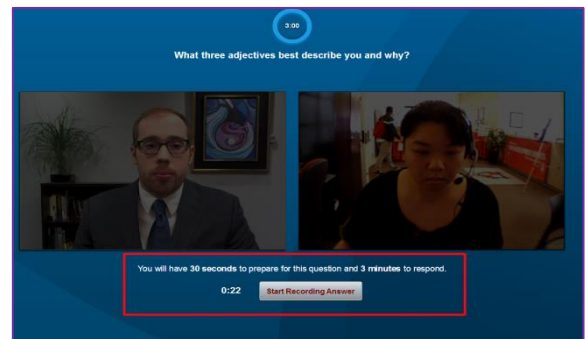 3:00
What three adjectives best describe you and why?
You will have 30 seconds to prepare for this question and 3 minutes to respond.
0:22 Start Recording Answer